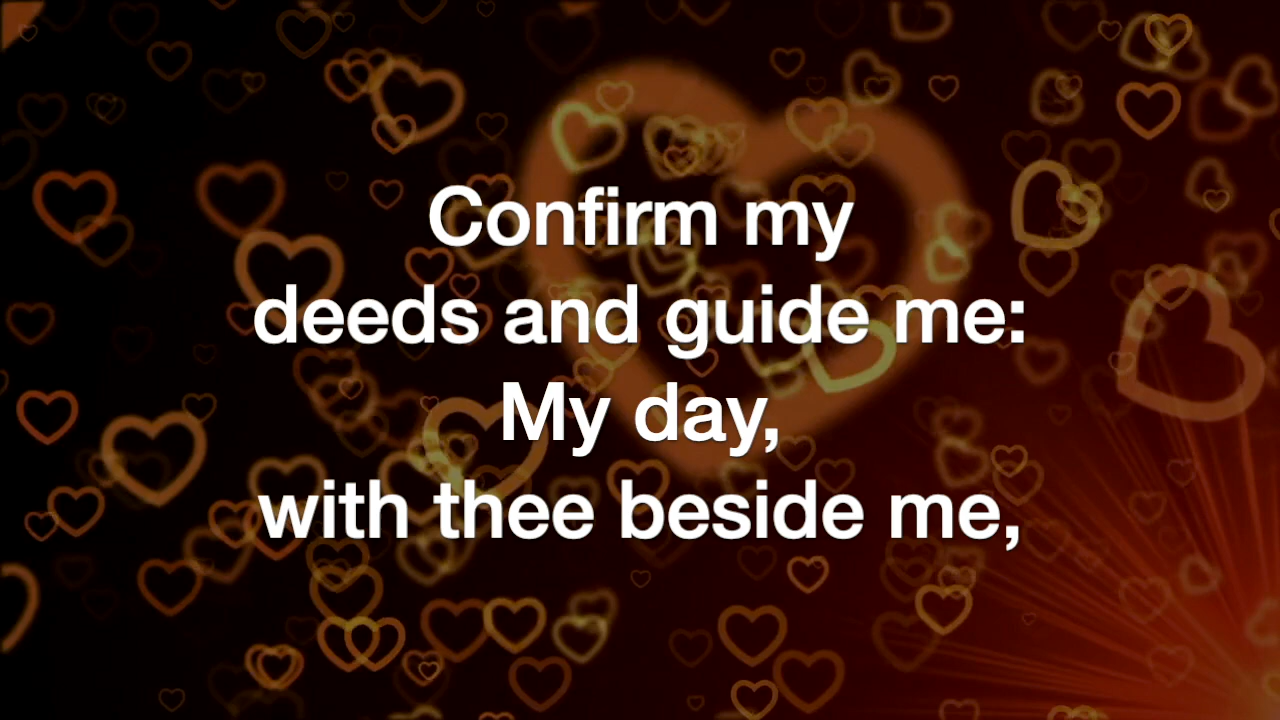 Confirm my
deeds and guide me:
My day,
with thee beside me,